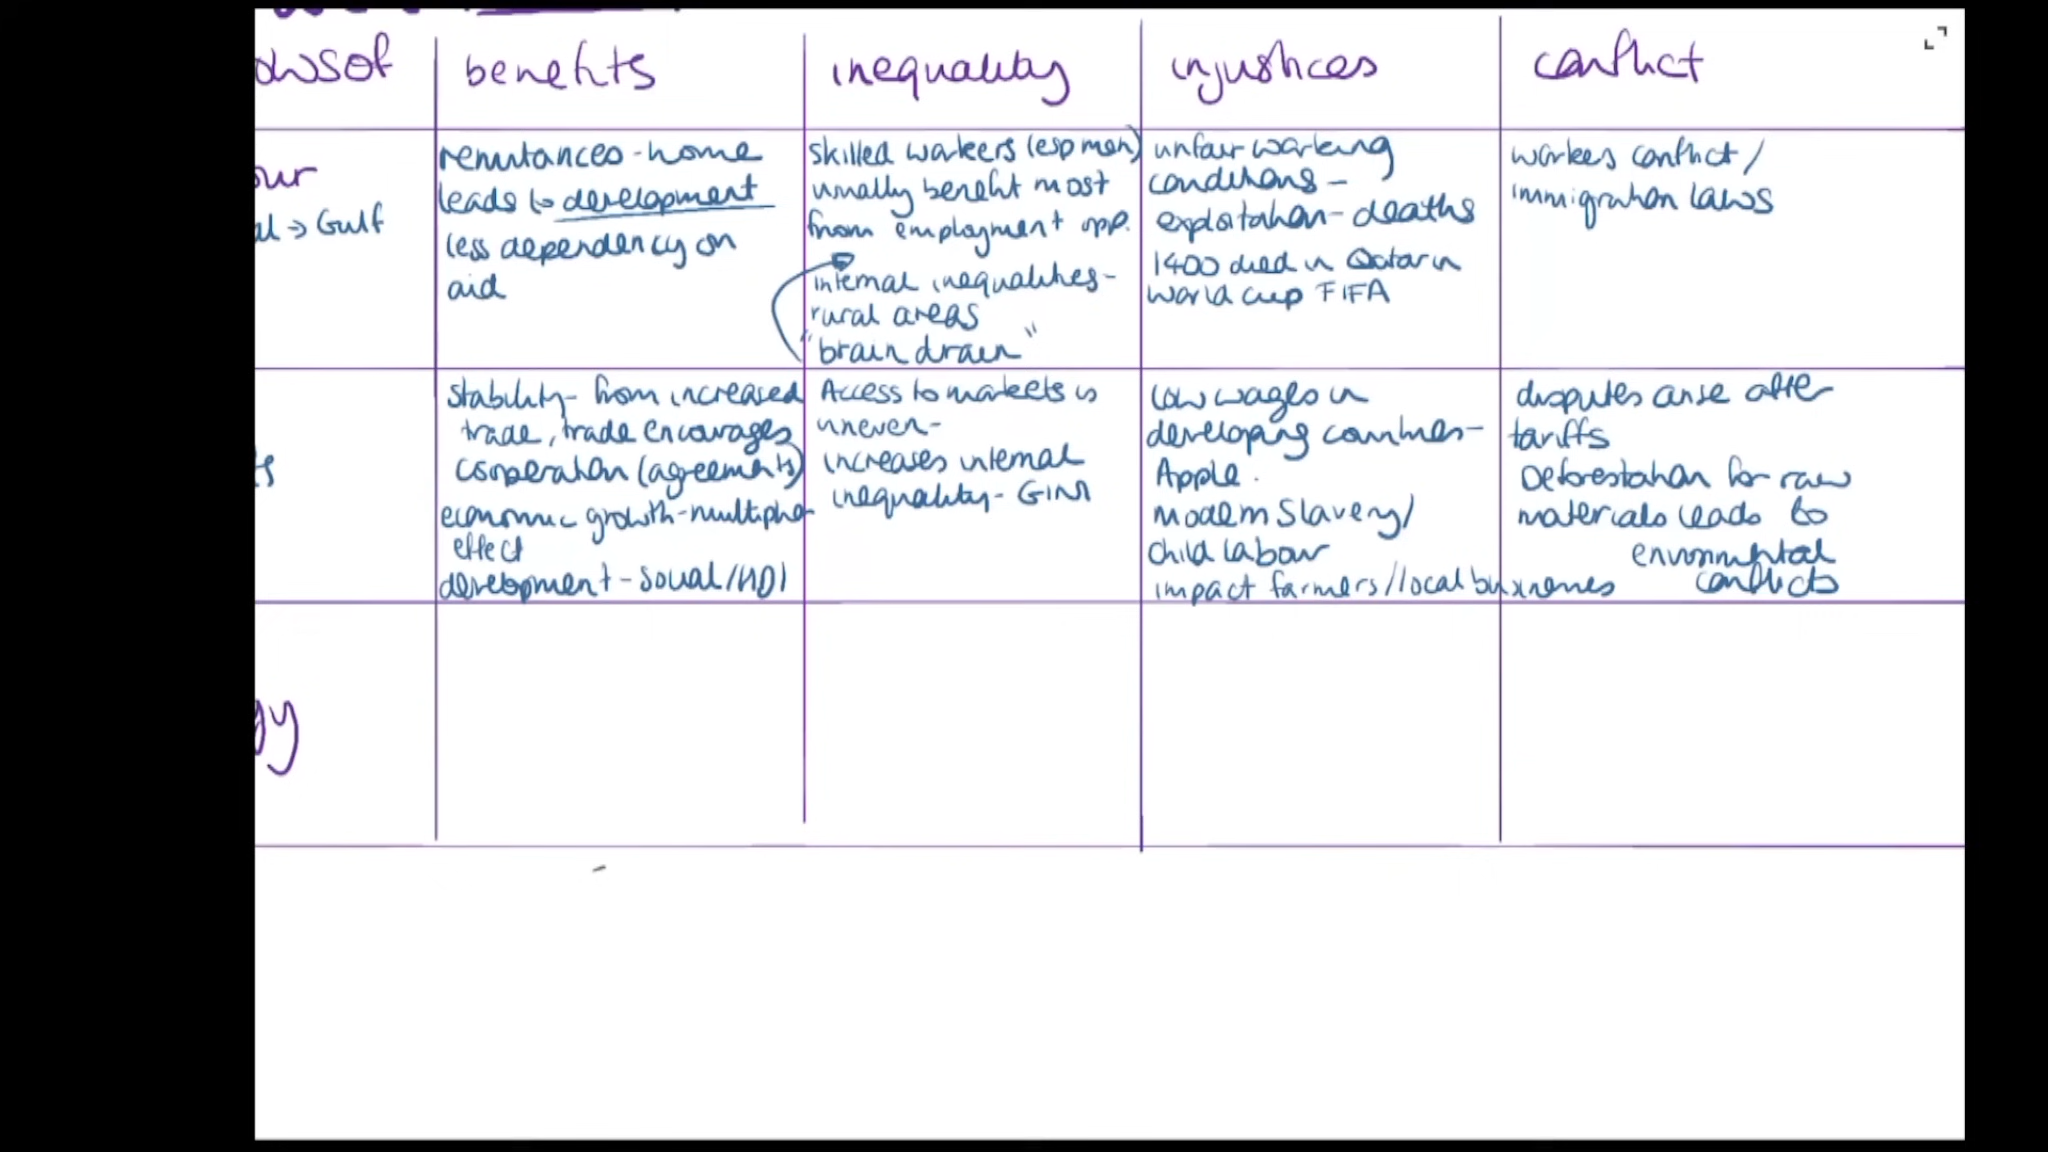 owsof benefits inequality injustices conflict
our
al → Gulf
remittances - home
leads to development
less dependency on
aid
skilled workers (esp men)
usually benefit most
from employment opp.
internal inequalities -
rural areas
"brain drain"
unfair working
conditions -
exploitation - deaths
1400 died in Qatar in
World cup FIFA
workers conflict /
immigration laws
ts
stability - from increased
trade, trade encourages
cooperation (agreements)
economic growth - multiplier
effect
development - social/HDI
Access to markets is
uneven -
increases internal
inequality - GINI
low wages in
developing countries -
Apple.
modern slavery/
child labour
impact farmers/local businesses
disputes arise after
tariffs
Deforestation for raw
materials leads to
environmental
conflicts
gy